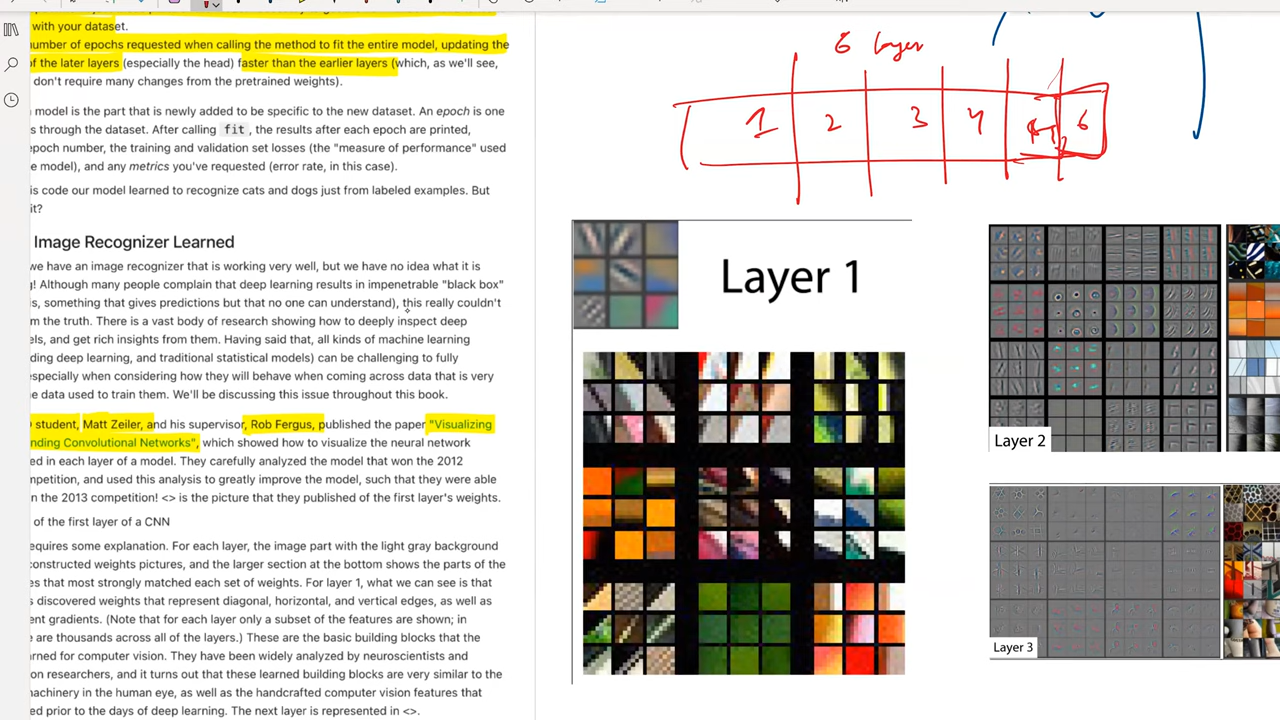 with your dataset.
number of epochs requested when calling the method to fit the entire model, updating the
of the later layers (especially the head) faster than the earlier layers (which, as we'll see,
don't require many changes from the pretrained weights).
model is the part that is newly added to be specific to the new dataset. An epoch is one
s through the dataset. After calling fit, the results after each epoch are printed,
epoch number, the training and validation set losses (the "measure of performance" used
e model), and any metrics you've requested (error rate, in this case).
is code our model learned to recognize cats and dogs just from labeled examples. But
it?
Image Recognizer Learned
we have an image recognizer that is working very well, but we have no idea what it is
g! Although many people complain that deep learning results in impenetrable "black box"
s, something that gives predictions but that no one can understand), this really couldn't
m the truth. There is a vast body of research showing how to deeply inspect deep
els, and get rich insights from them. Having said that, all kinds of machine learning
ding deep learning, and traditional statistical models) can be challenging to fully
especially when considering how they will behave when coming across data that is very
e data used to train them. We'll be discussing this issue throughout this book.
student, Matt Zeiler, and his supervisor, Rob Fergus, published the paper "Visualizing
nding Convolutional Networks", which showed how to visualize the neural network
ed in each layer of a model. They carefully analyzed the model that won the 2012
mpetition, and used this analysis to greatly improve the model, such that they were able
n the 2013 competition! <> is the picture that they published of the first layer's weights.
of the first layer of a CNN
equires some explanation. For each layer, the image part with the light gray background
constructed weights pictures, and the larger section at the bottom shows the parts of the
es that most strongly matched each set of weights. For layer 1, what we can see is that
s discovered weights that represent diagonal, horizontal, and vertical edges, as well as
ent gradients. (Note that for each layer only a subset of the features are shown; in
e are thousands across all of the layers.) These are the basic building blocks that the
arned for computer vision. They have been widely analyzed by neuroscientists and
on researchers, and it turns out that these learned building blocks are very similar to the
machinery in the human eye, as well as the handcrafted computer vision features that
ed prior to the days of deep learning. The next layer is represented in <>.
6 layer
1 2 3 4 6
Layer 1
Layer 2
Layer 3